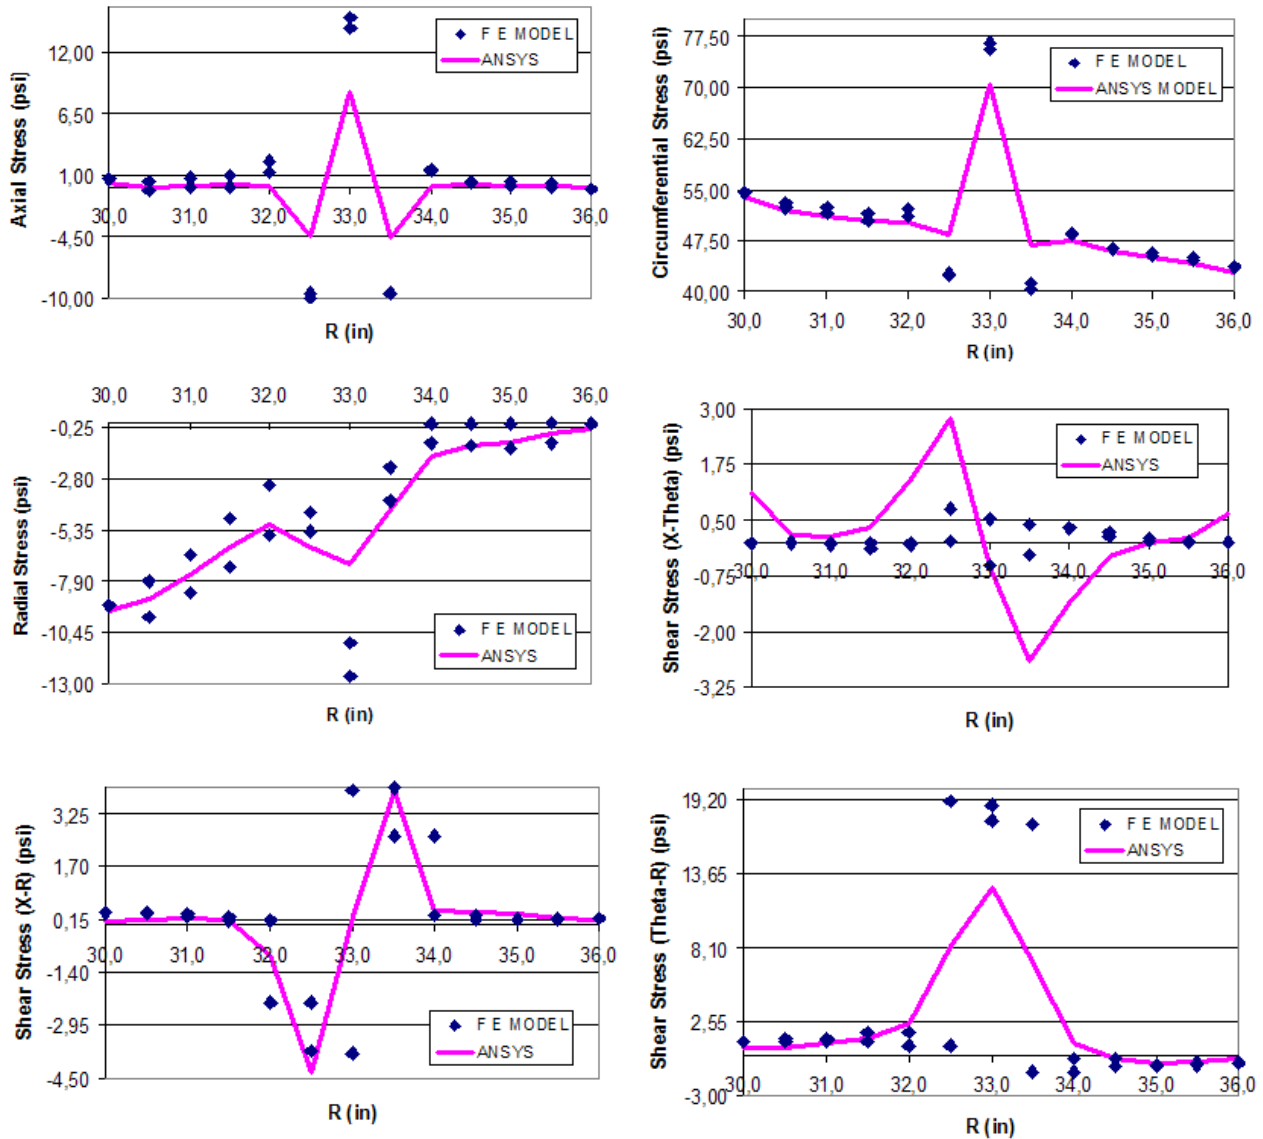 Axial Stress (psi)
12,00
6,50
1,00
-4,50
-10,00
30,0 31,0 32,0 33,0 34,0 35,0 36,0
R (in)
F E MODEL
ANSYS
Circumferential Stress (psi)
77,50
70,00
62,50
55,00
47,50
40,00
30,0 31,0 32,0 33,0 34,0 35,0 36,0
R (in)
F E MODEL
ANSYS MODEL
Radial Stress (psi)
30,0 31,0 32,0 33,0 34,0 35,0 36,0
-0,25
-2,80
-5,35
-7,90
-10,45
-13,00
R (in)
F E MODEL
ANSYS
Shear Stress (X-Theta) (psi)
3,00
1,75
0,50
-0,75
-2,00
-3,25
30,0 31,0 32,0 33,0 34,0 35,0 36,0
R (in)
F E MODEL
ANSYS
Shear Stress (X-R) (psi)
3,25
1,70
0,15
-1,40
-2,95
-4,50
30,0 31,0 32,0 33,0 34,0 35,0 36,0
R (in)
F E MODEL
ANSYS
Shear Stress (Theta-R) (psi)
19,20
13,65
8,10
2,55
-3,00
30,0 31,0 32,0 33,0 34,0 35,0 36,0
R (in)
F E MODEL
ANSYS